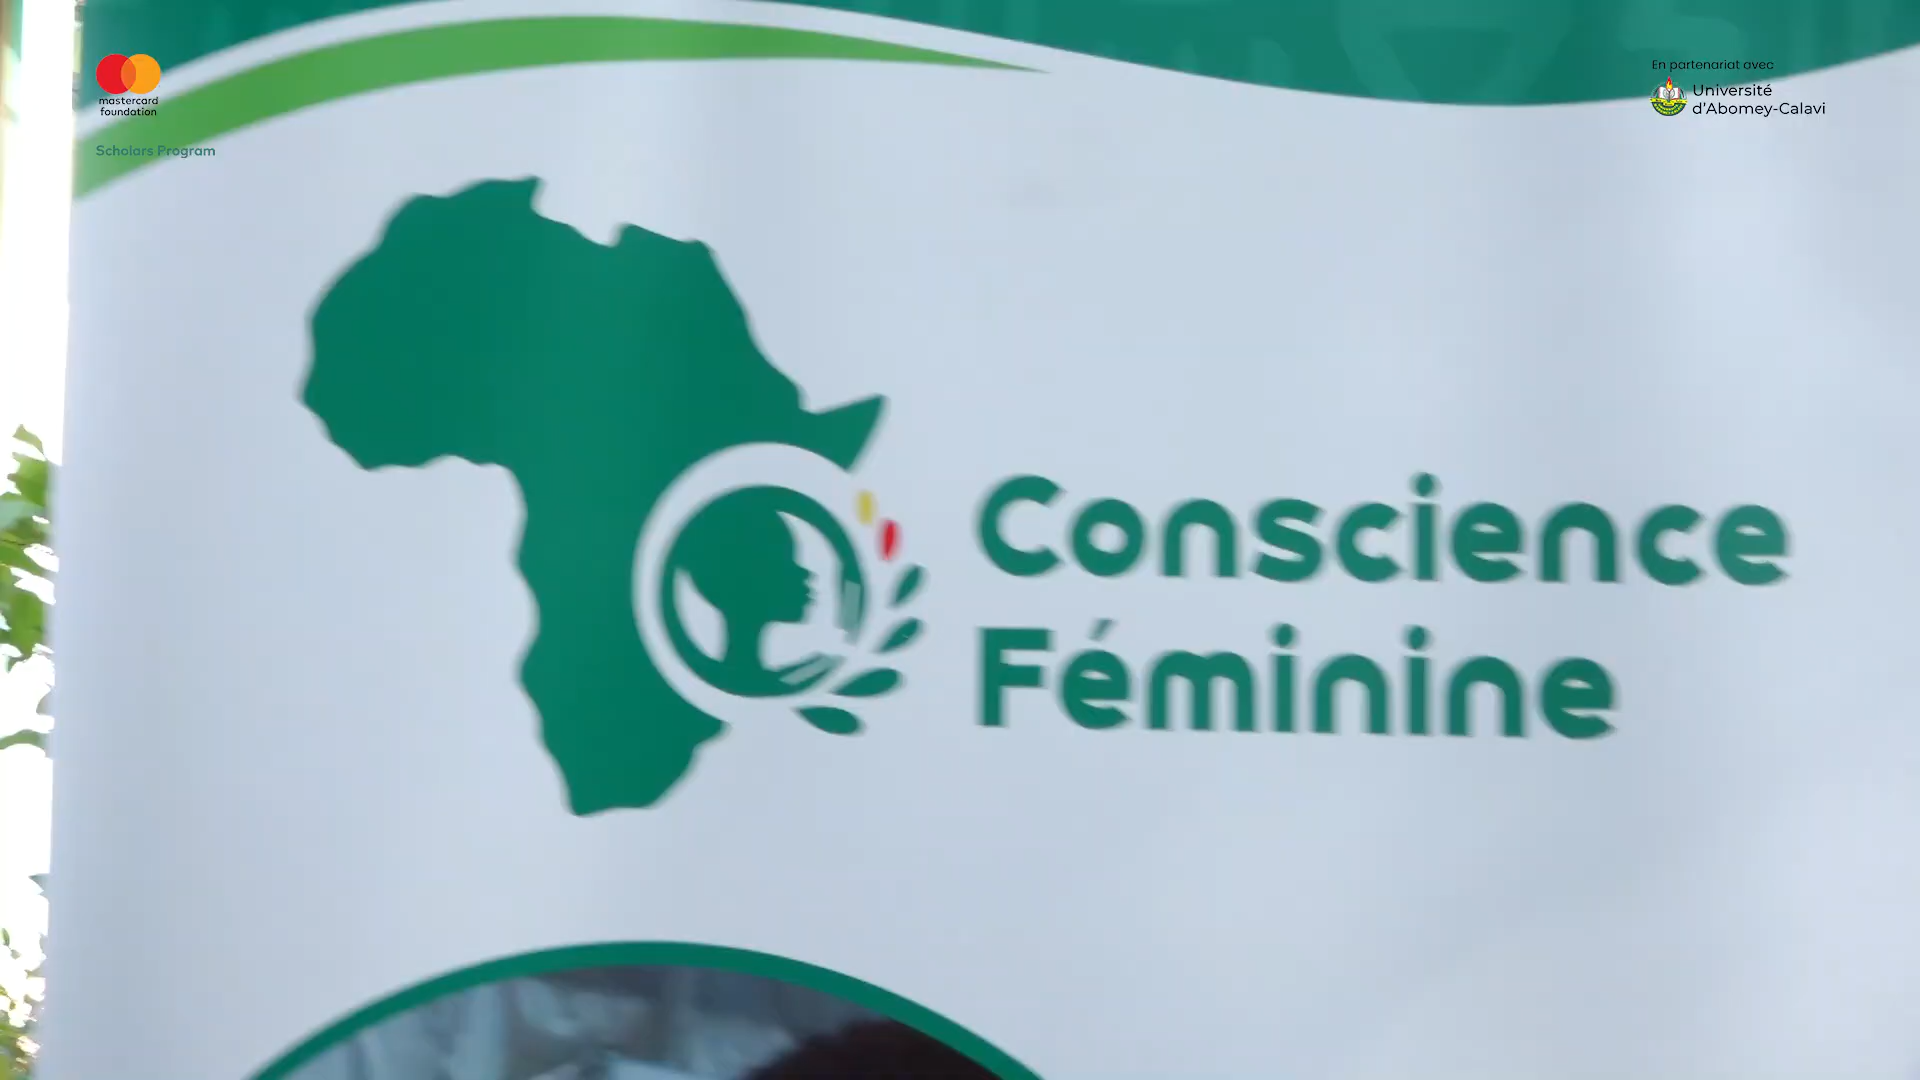 mastercard
foundation
Scholars Program
En partenariat avec
Université
d'Abomey-Calavi
Conscience
Féminine